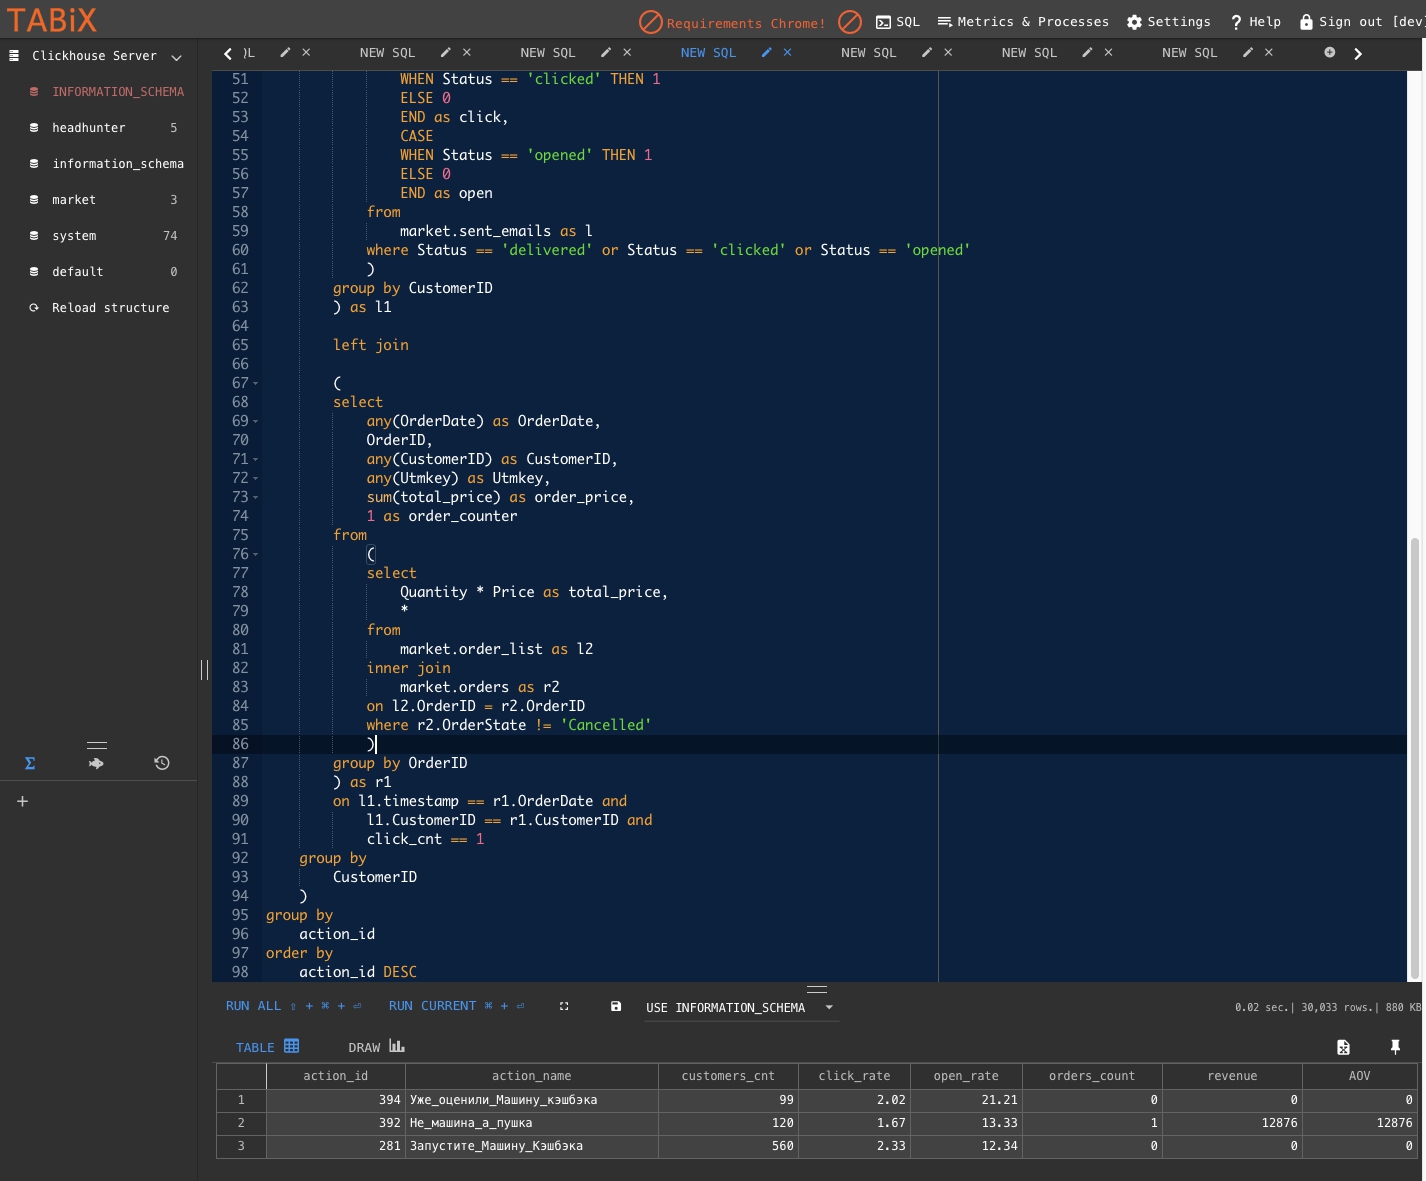 TABiX
Requirements Chrome! SQL Metrics & Processes Settings ? Help Sign out [dev]
Clickhouse Server
INFORMATION_SCHEMA
headhunter 5
information_schema
market 3
system 74
default 0
Reload structure
Σ
+
NEW SQL NEW SQL NEW SQL NEW SQL NEW SQL NEW SQL
51 WHEN Status == 'clicked' THEN 1
52 ELSE 0
53 END as click,
54 CASE
55 WHEN Status == 'opened' THEN 1
56 ELSE 0
57 END as open
58 from
59 market.sent_emails as l
60 where Status == 'delivered' or Status == 'clicked' or Status == 'opened'
61 )
62 group by CustomerID
63 ) as l1
64
65 left join
66
67 (
68 select
69 any(OrderDate) as OrderDate,
70 OrderID,
71 any(CustomerID) as CustomerID,
72 any(Utmkey) as Utmkey,
73 sum(total_price) as order_price,
74 1 as order_counter
75 from
76 (
77 select
78 Quantity * Price as total_price,
79 *
80 from
81 market.order_list as l2
82 inner join
83 market.orders as r2
84 on l2.OrderID = r2.OrderID
85 where r2.OrderState != 'Cancelled'
86 )
87 group by OrderID
88 ) as r1
89 on l1.timestamp == r1.OrderDate and
90 l1.CustomerID == r1.CustomerID and
91 click_cnt == 1
92 group by
93 CustomerID
94 )
95 group by
96 action_id
97 order by
98 action_id DESC
RUN ALL ⇧ + ⌘ + ⏎ RUN CURRENT ⌘ + ⏎ USE INFORMATION_SCHEMA 0.02 sec.| 30,033 rows.| 880 KB
TABLE DRAW
action_id action_name customers_cnt click_rate open_rate orders_count revenue AOV
1 394 Уже_оценили_Машину_кэшбэка 99 2.02 21.21 0 0 0
2 392 Не_машина_а_пушка 120 1.67 13.33 1 12876 12876
3 281 Запустите_Машину_Кэшбэка 560 2.33 12.34 0 0 0